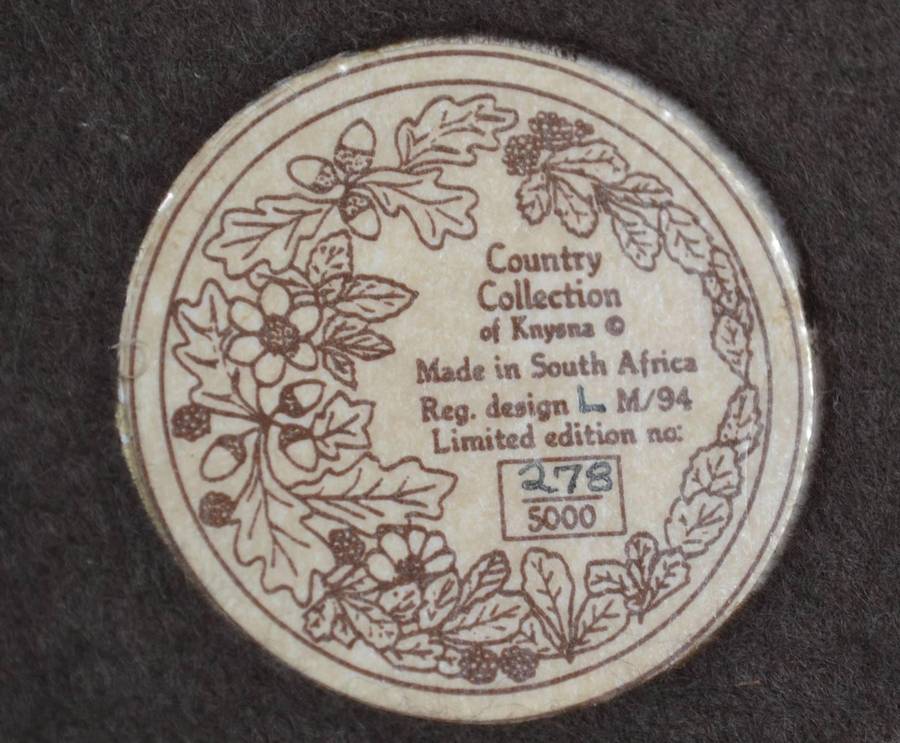 Country
Collection
of Knysna ©
Made in South Africa
Reg. design L M/94
Limited edition no:
278
5000